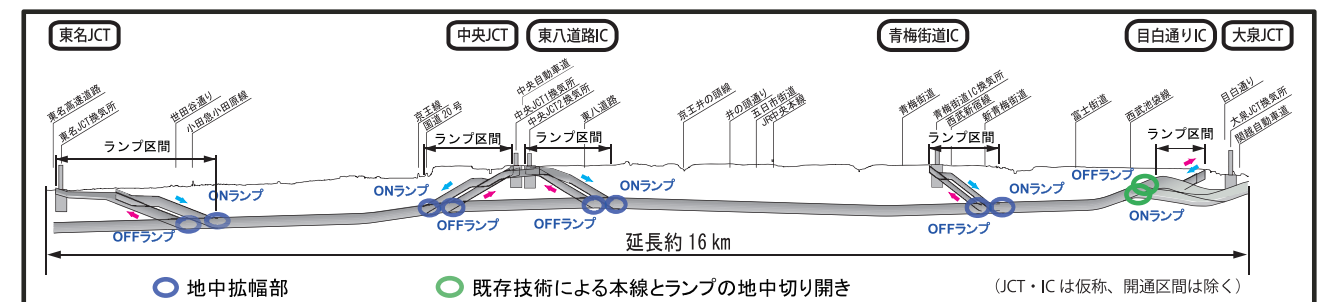 東名JCT
中央JCT
東八道路IC
青梅街道IC
目白通りIC
大泉JCT
東名高速道路
東名JCT換気所
世田谷通り
小田急小田原線
京王線
国道20号
中央自動車道
中央JCT1換気所
中央JCT2換気所
東八道路
京王井の頭線
井の頭通り
五日市街道
JR中央本線
青梅街道
青梅街道IC換気所
西武新宿線
新青梅街道
富士街道
西武池袋線
目白通り
大泉JCT換気所
関越自動車道
ランプ区間
ランプ区間
ランプ区間
ランプ区間
ランプ区間
ONランプ
OFFランプ
ONランプ
OFFランプ
OFFランプ
ONランプ
OFFランプ
ONランプ
OFFランプ
ONランプ
延長約16km
地中拡幅部
既存技術による本線とランプの地中切り開き
(JCT・ICは仮称、開通区間は除く)